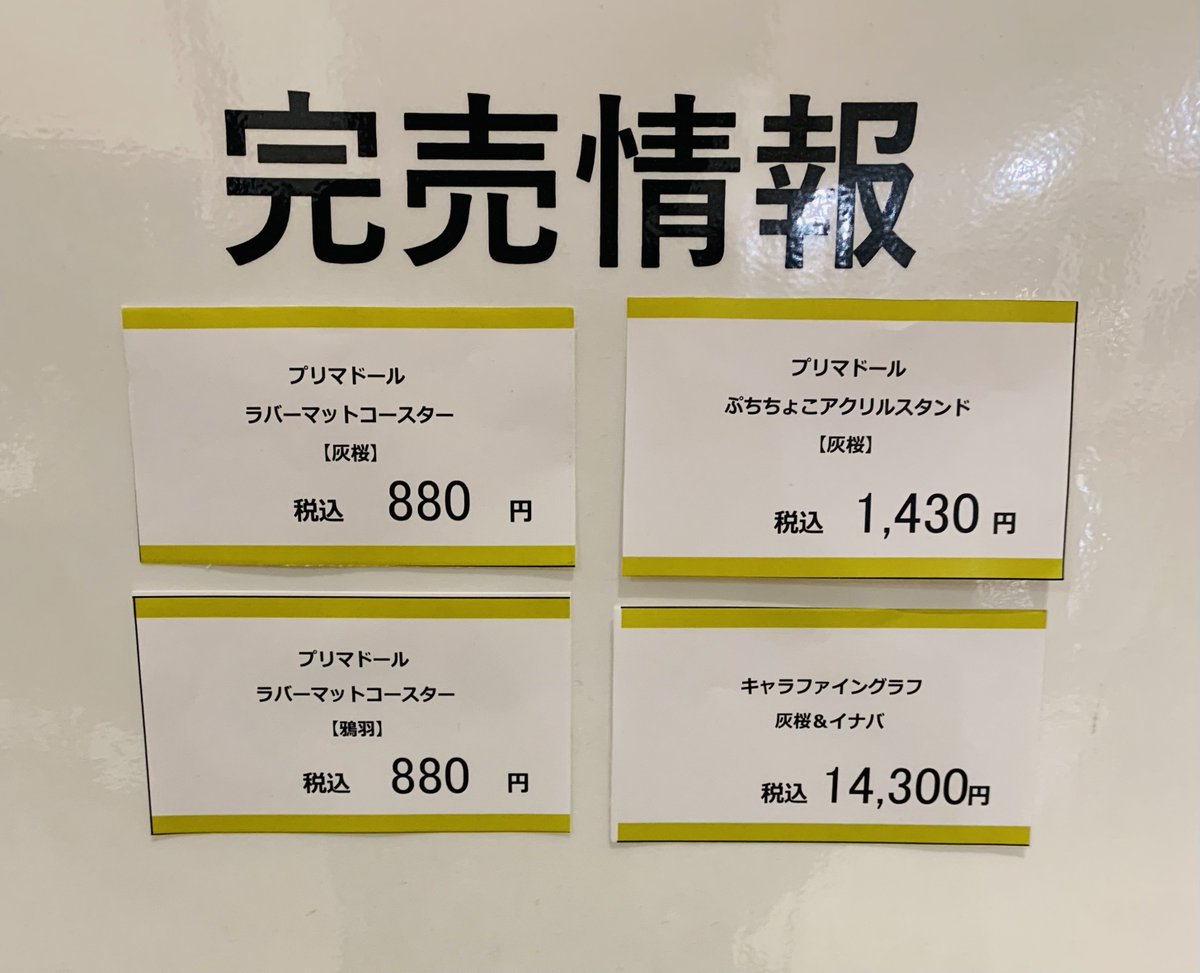 完売情報
プリマドール
ラバーマットコースター
【灰桜】
税込 880 円
プリマドール
ぷちちょこアクリルスタンド
【灰桜】
税込 1,430 円
プリマドール
ラバーマットコースター
【鴉羽】
税込 880 円
キャラファイングラフ
灰桜&イナバ
税込 14,300円